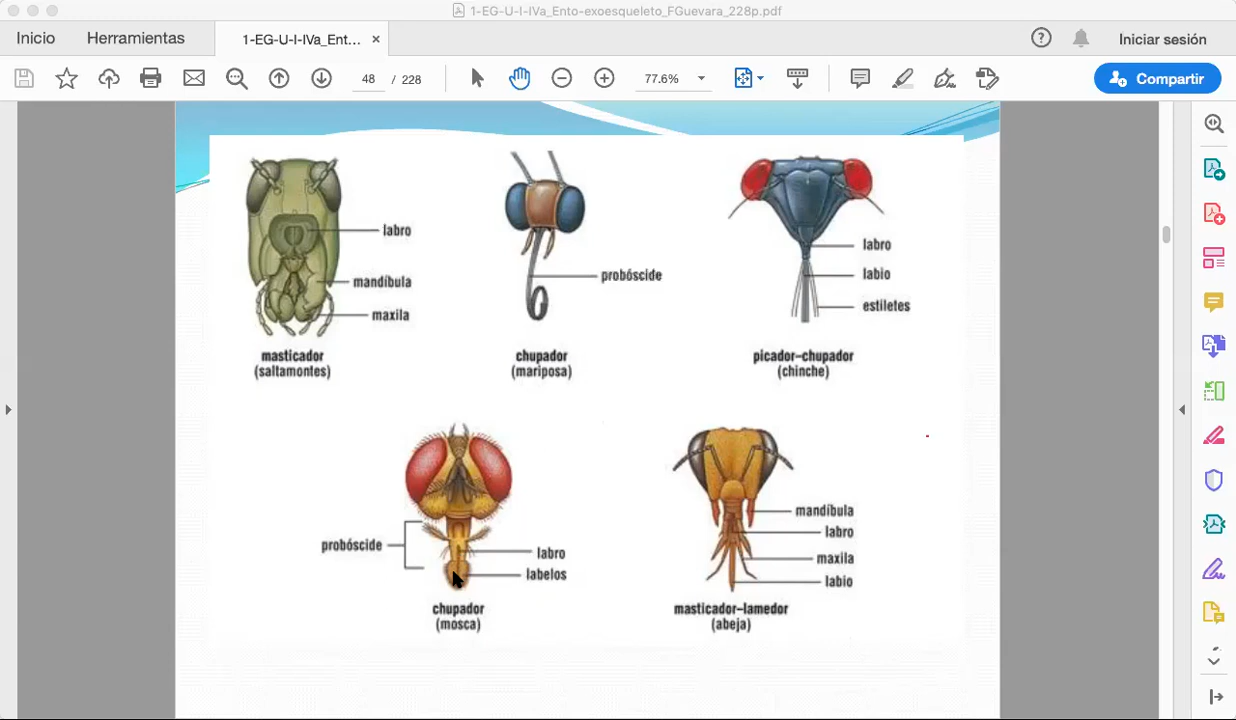 1-EG-U-I-IVa_Ento-exoesqueleto_FGuevara_228p.pdf
Inicio
Herramientas
1-EG-U-I-IVa_Ent...
Iniciar sesión
48 / 228
77.6%
Compartir
labro
mandíbula
maxila
masticador
(saltamontes)
probóscide
chupador
(mariposa)
labro
labio
estiletes
picador-chupador
(chinche)
probóscide
labro
labelos
chupador
(mosca)
mandíbula
labro
maxila
labio
masticador-lamedor
(abeja)